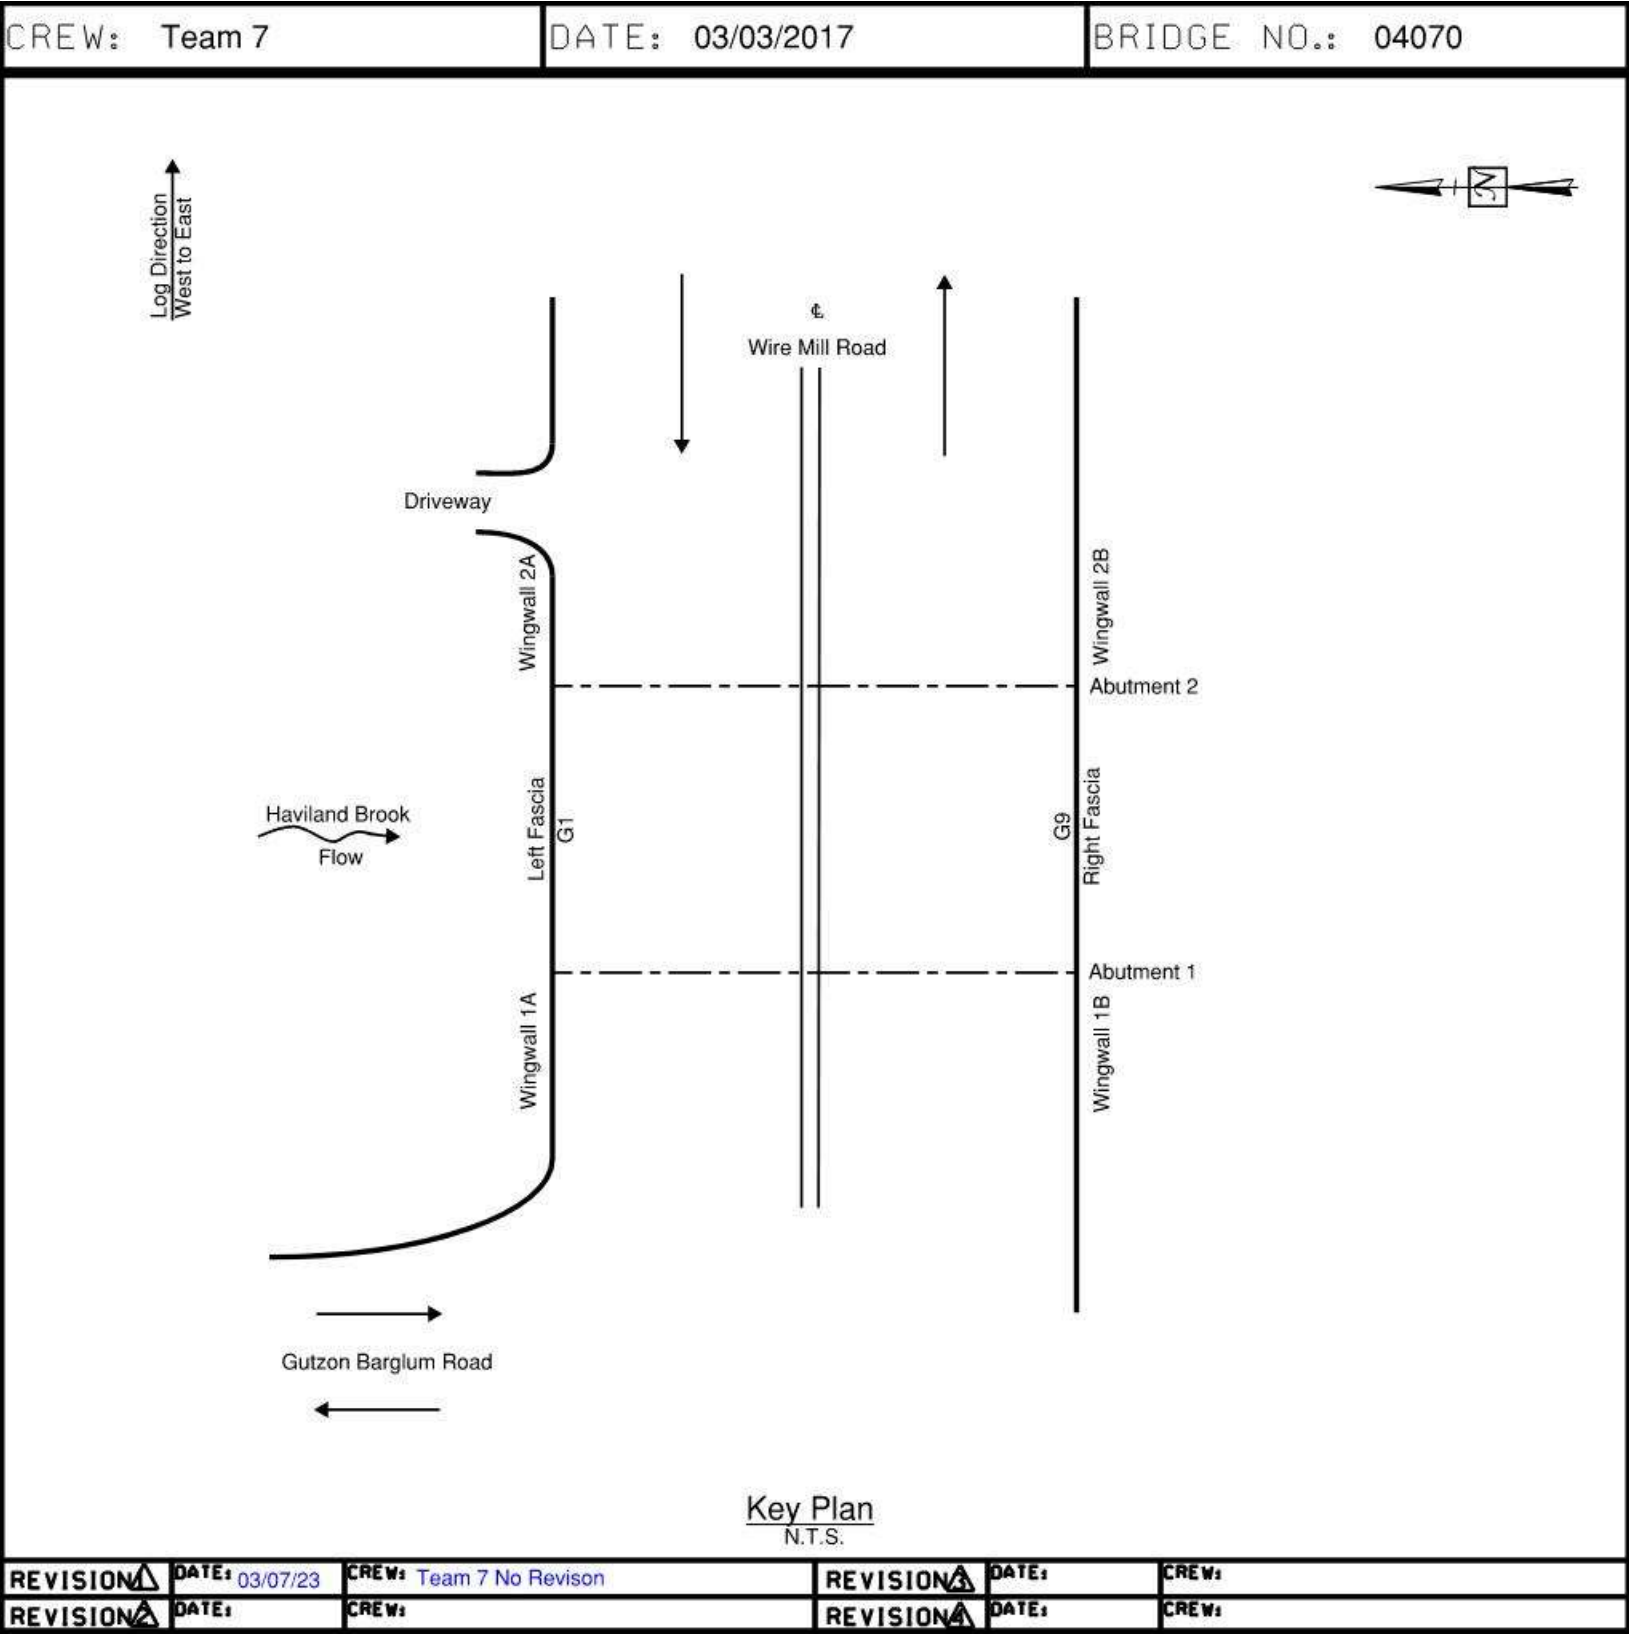 CREW: Team 7
DATE: 03/03/2017
BRIDGE NO.: 04070
Log Direction
West to East
N
℄
Wire Mill Road
Driveway
Wingwall 2A
Wingwall 2B
Abutment 2
Haviland Brook
Flow
Left Fascia
G1
G9
Right Fascia
Abutment 1
Wingwall 1A
Wingwall 1B
Gutzon Barglum Road
Key Plan
N.T.S.
REVISION 1 DATE: 03/07/23 CREW: Team 7 No Revison
REVISION 3 DATE: CREW:
REVISION 2 DATE: CREW:
REVISION 4 DATE: CREW: